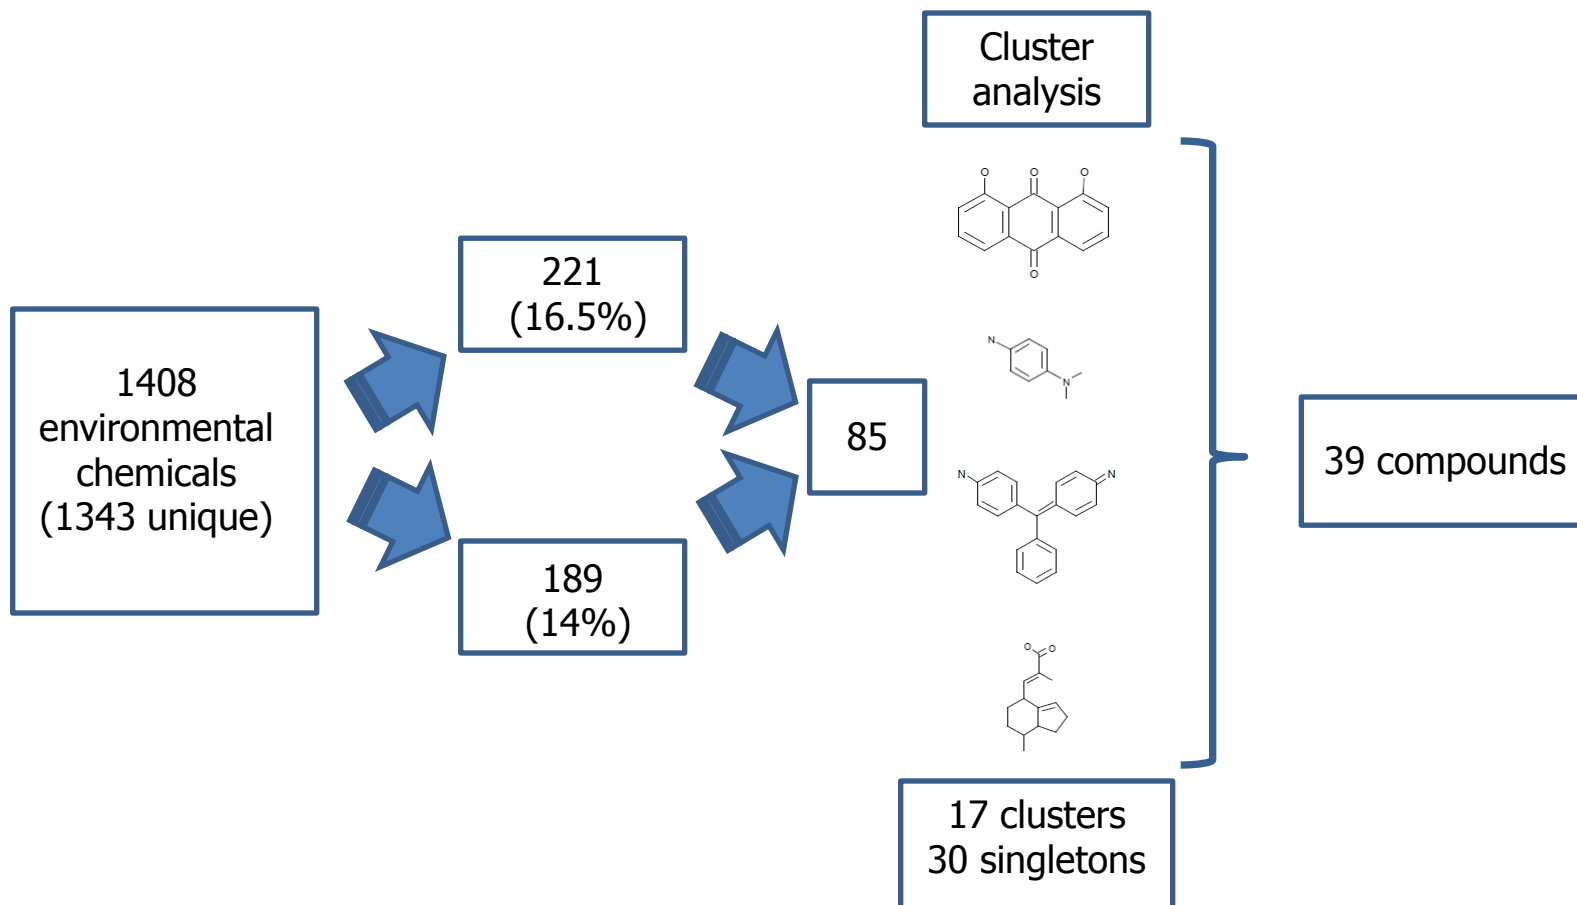 Cluster
analysis
O O O
O
221
(16.5%)
1408
environmental
chemicals
(1343 unique)
N
N
85
39 compounds
N N
189
(14%)
O O
17 clusters
30 singletons